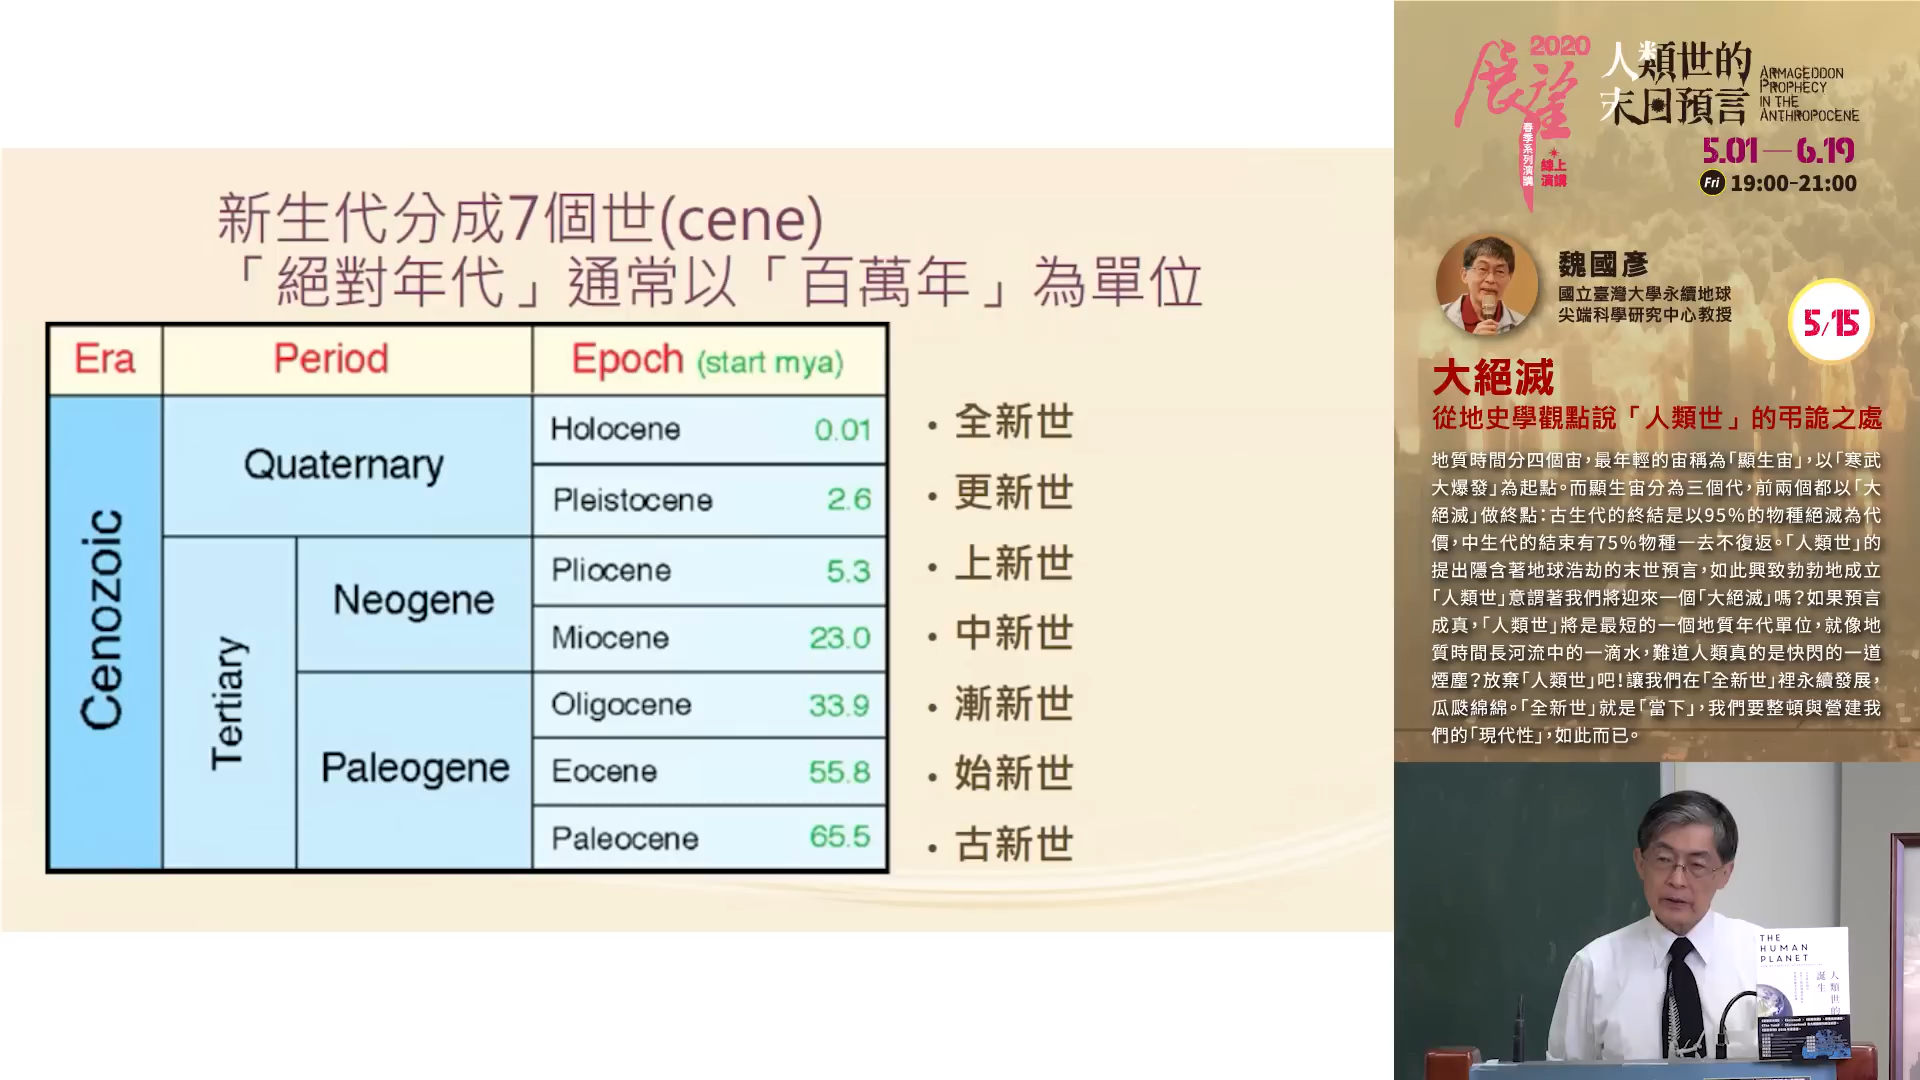 新生代分成7個世(cene)
「絕對年代」通常以「百萬年」為單位
Era
Period
Epoch (start mya)
Cenozoic
Quaternary
Tertiary
Neogene
Paleogene
Holocene 0.01
Pleistocene 2.6
Pliocene 5.3
Miocene 23.0
Oligocene 33.9
Eocene 55.8
Paleocene 65.5
• 全新世
• 更新世
• 上新世
• 中新世
• 漸新世
• 始新世
• 古新世
2020
展望
春季系列演講
線上
演講
人類世的
末日預言
ARMAGEDDON
PROPHECY
IN THE
ANTHROPOCENE
5.01—6.19
Fri 19:00-21:00
魏國彥
國立臺灣大學永續地球
尖端科學研究中心教授
5/15
大絕滅
從地史學觀點說「人類世」的弔詭之處
地質時間分四個宙,最年輕的宙稱為「顯生宙」,以「寒武
大爆發」為起點。而顯生宙分為三個代,前兩個都以「大
絕滅」做終點:古生代的終結是以95%的物種絕滅為代
價,中生代的結束有75%物種一去不復返。「人類世」的
提出隱含著地球浩劫的末世預言,如此興致勃勃地成立
「人類世」意謂著我們將迎來一個「大絕滅」嗎?如果預言
成真,「人類世」將是最短的一個地質年代單位,就像地
質時間長河流中的一滴水,難道人類真的是快閃的一道
煙塵?放棄「人類世」吧!讓我們在「全新世」裡永續發展,
瓜瓞綿綿。「全新世」就是「當下」,我們要整頓與營建我
們的「現代性」,如此而已。
THE
HUMAN
PLANET
人類世的
誕生